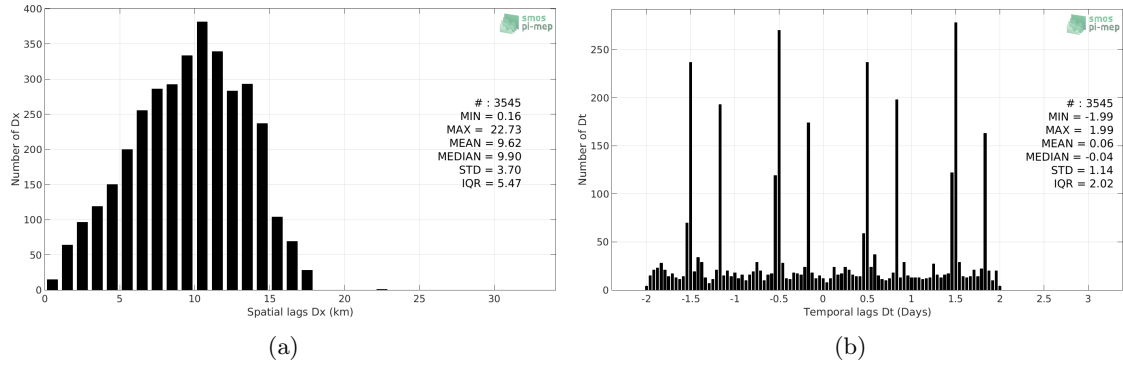 400
350
300
250
200
150
100
50
0
Number of Dx
0 5 10 15 20 25 30
Spatial lags Dx (km)
smos
pi-mep
# : 3545
MIN = 0.16
MAX = 22.73
MEAN = 9.62
MEDIAN = 9.90
STD = 3.70
IQR = 5.47
(a)
250
200
150
100
50
0
Number of Dt
-2 -1.5 -1 -0.5 0 0.5 1 1.5 2 2.5 3
Temporal lags Dt (Days)
smos
pi-mep
# : 3545
MIN = -1.99
MAX = 1.99
MEAN = 0.06
MEDIAN = -0.04
STD = 1.14
IQR = 2.02
(b)